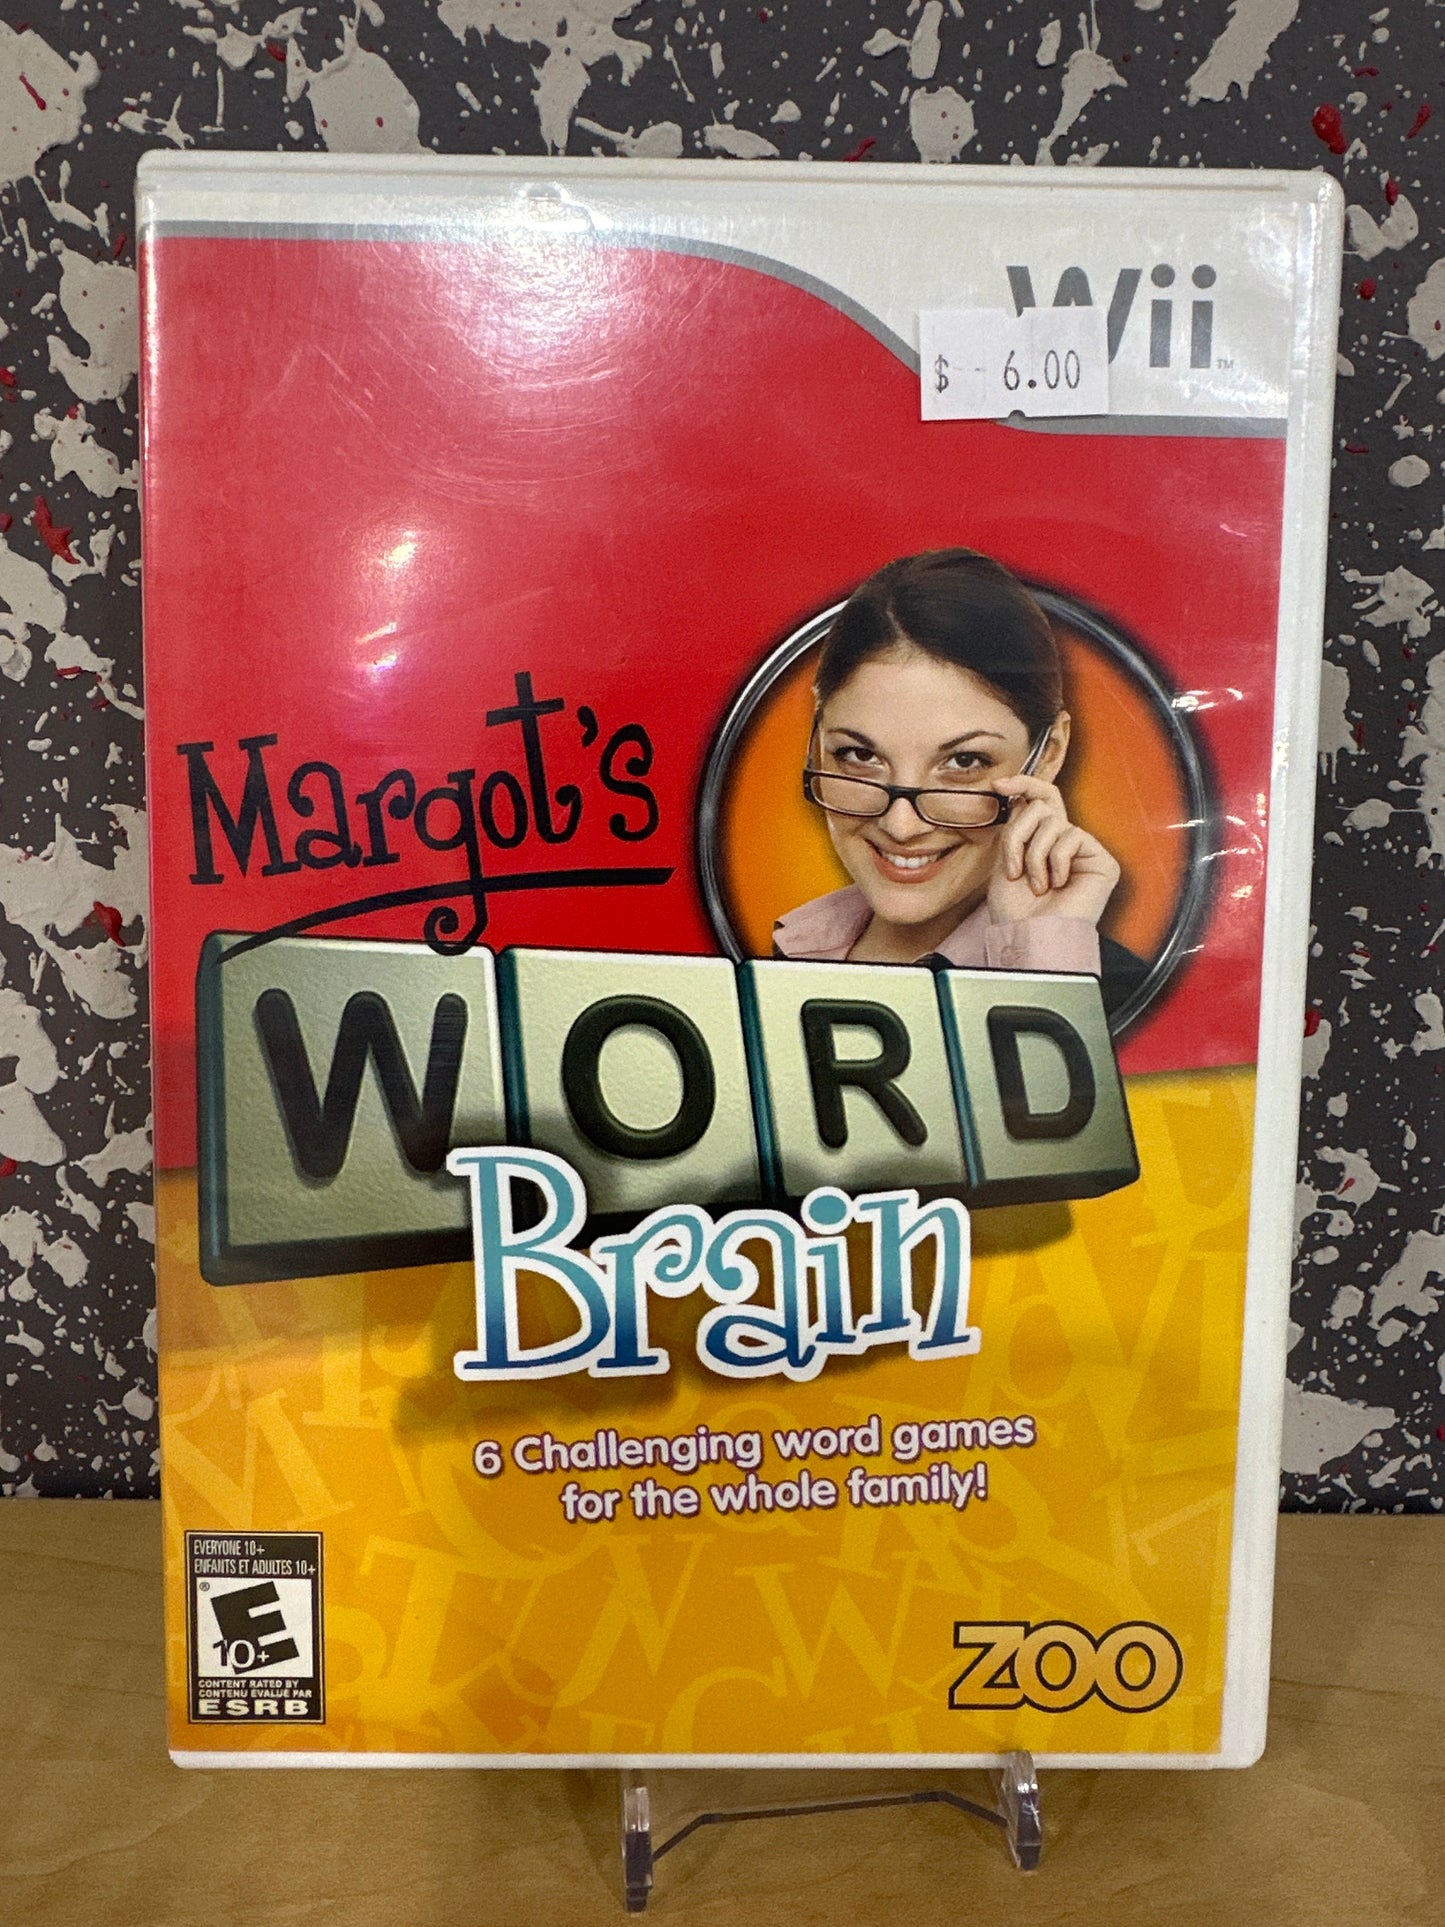 Wii™
$ 6.00
Margot's
WORD
Brain
6 Challenging word games
for the whole family!
EVERYONE 10+
ENFANTS ET ADULTES 10+
®
E
10+
CONTENT RATED BY
CONTENU ÉVALUÉ PAR
ESRB
ZOO